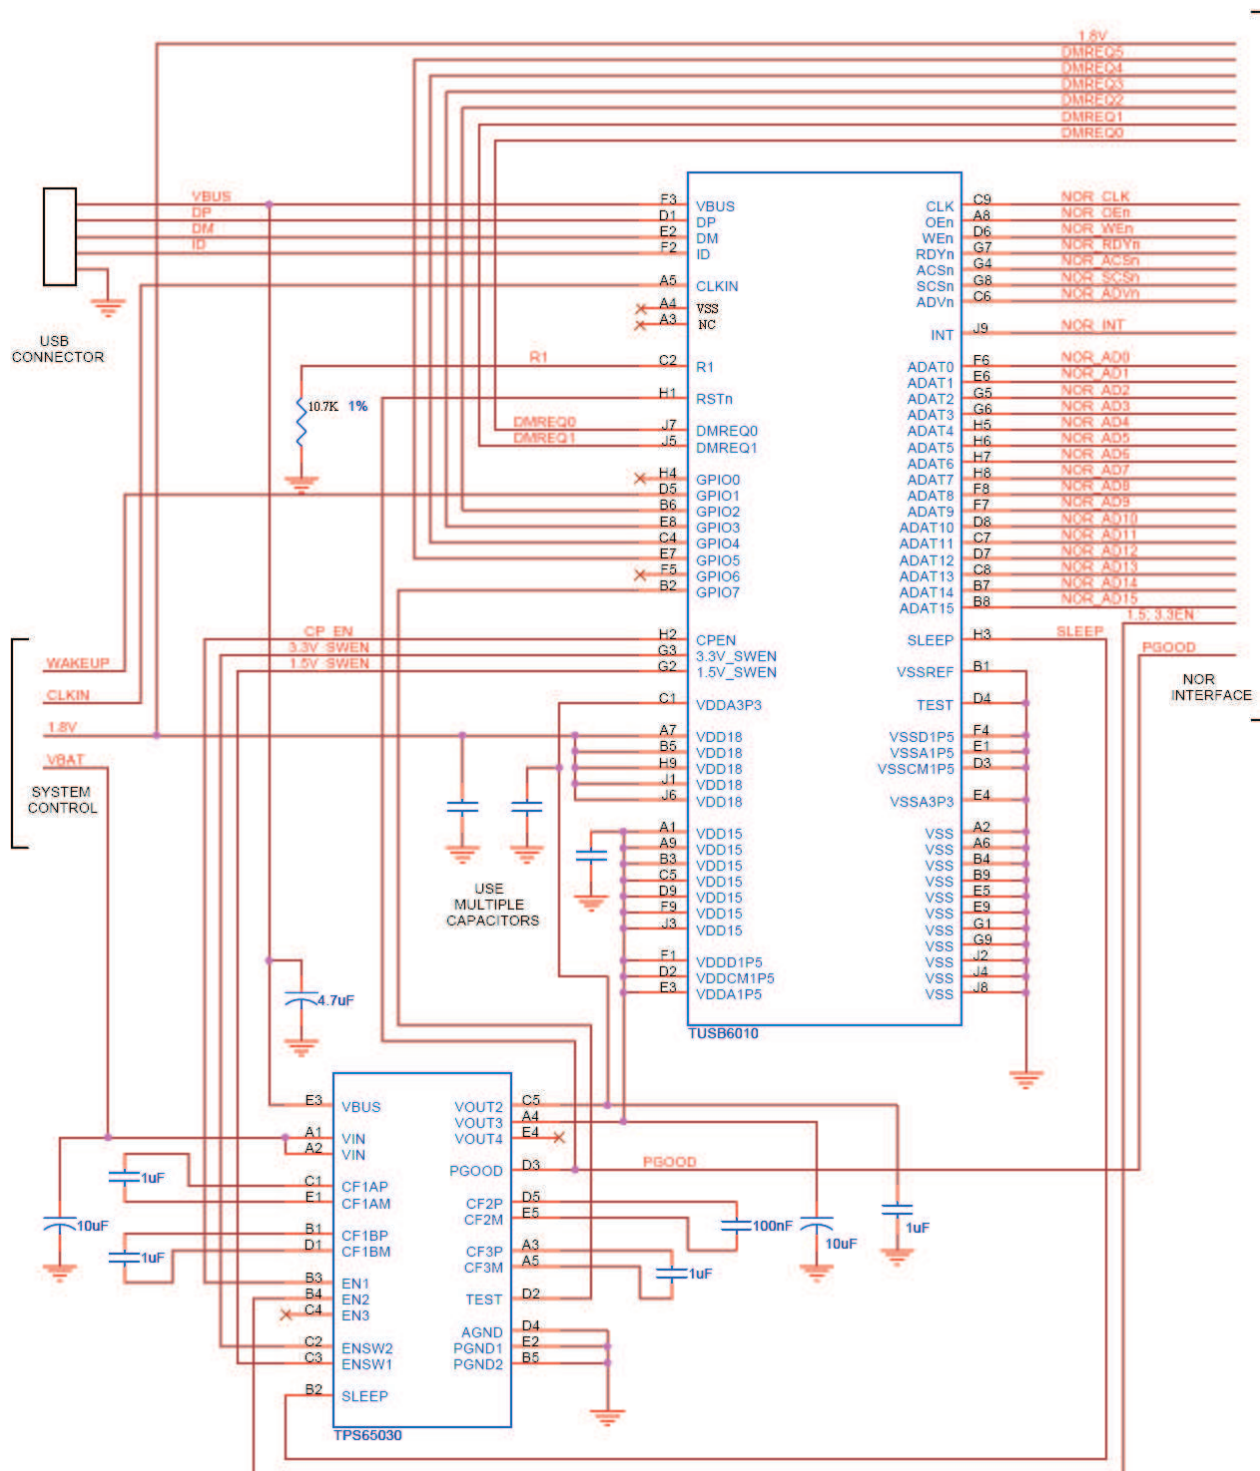 1.8V
DMREQ5
DMREQ4
DMREQ3
DMREQ2
DMREQ1
DMREQ0
VBUS
DP
DM
ID
USB
CONNECTOR
R1
10.7K 1%
DMREQ0
DMREQ1
F3 VBUS
D1 DP
E2 DM
F2 ID
A5 CLKIN
A4 VSS
A3 NC
C2 R1
H1 RSTn
J7 DMREQ0
J5 DMREQ1
H4 GPIO0
D5 GPIO1
B6 GPIO2
E8 GPIO3
C4 GPIO4
E7 GPIO5
F5 GPIO6
B2 GPIO7
H2 CPEN
G3 3.3V_SWEN
G2 1.5V_SWEN
C1 VDDA3P3
A7 VDD18
B5 VDD18
H9 VDD18
J1 VDD18
J6 VDD18
A1 VDD15
A9 VDD15
B3 VDD15
C5 VDD15
D9 VDD15
F9 VDD15
J3 VDD15
F1 VDDD1P5
D2 VDDCM1P5
E3 VDDA1P5
CLK C9 NOR_CLK
OEn A8 NOR_OEn
WEn D6 NOR_WEn
RDYn G7 NOR_RDYn
ACSn G4 NOR_ACSn
SCSn G8 NOR_SCSn
ADVn C6 NOR_ADVn
INT J9 NOR_INT
ADAT0 F6 NOR_AD0
ADAT1 E6 NOR_AD1
ADAT2 G5 NOR_AD2
ADAT3 G6 NOR_AD3
ADAT4 H5 NOR_AD4
ADAT5 H6 NOR_AD5
ADAT6 H7 NOR_AD6
ADAT7 H8 NOR_AD7
ADAT8 F8 NOR_AD8
ADAT9 F7 NOR_AD9
ADAT10 D8 NOR_AD10
ADAT11 C7 NOR_AD11
ADAT12 D7 NOR_AD12
ADAT13 C8 NOR_AD13
ADAT14 B7 NOR_AD14
ADAT15 B8 NOR_AD15
1.5; 3.3EN
SLEEP H3 SLEEP
PGOOD
VSSREF B1
TEST D4
VSSD1P5 F4
VSSA1P5 E1
VSSCM1P5 D3
VSSA3P3 E4
VSS A2
VSS A6
VSS B4
VSS B9
VSS E5
VSS E9
VSS G1
VSS G9
VSS J2
VSS J4
VSS J8
TUSB6010
NOR
INTERFACE
CP_EN
3.3V_SWEN
1.5V_SWEN
WAKEUP
CLKIN
1.8V
VBAT
SYSTEM
CONTROL
USE
MULTIPLE
CAPACITORS
4.7uF
E3 VBUS
A1 VIN
A2 VIN
C1 CF1AP
E1 CF1AM
B1 CF1BP
D1 CF1BM
B3 EN1
B4 EN2
C4 EN3
C2 ENSW2
C3 ENSW1
B2 SLEEP
VOUT2 C5
VOUT3 A4
VOUT4 E4
PGOOD D3 PGOOD
CF2P D5
CF2M E5
CF3P A3
CF3M A5
TEST D2
AGND D4
PGND1 E2
PGND2 B5
TPS65030
1uF
10uF
1uF
100nF
10uF
1uF
1uF